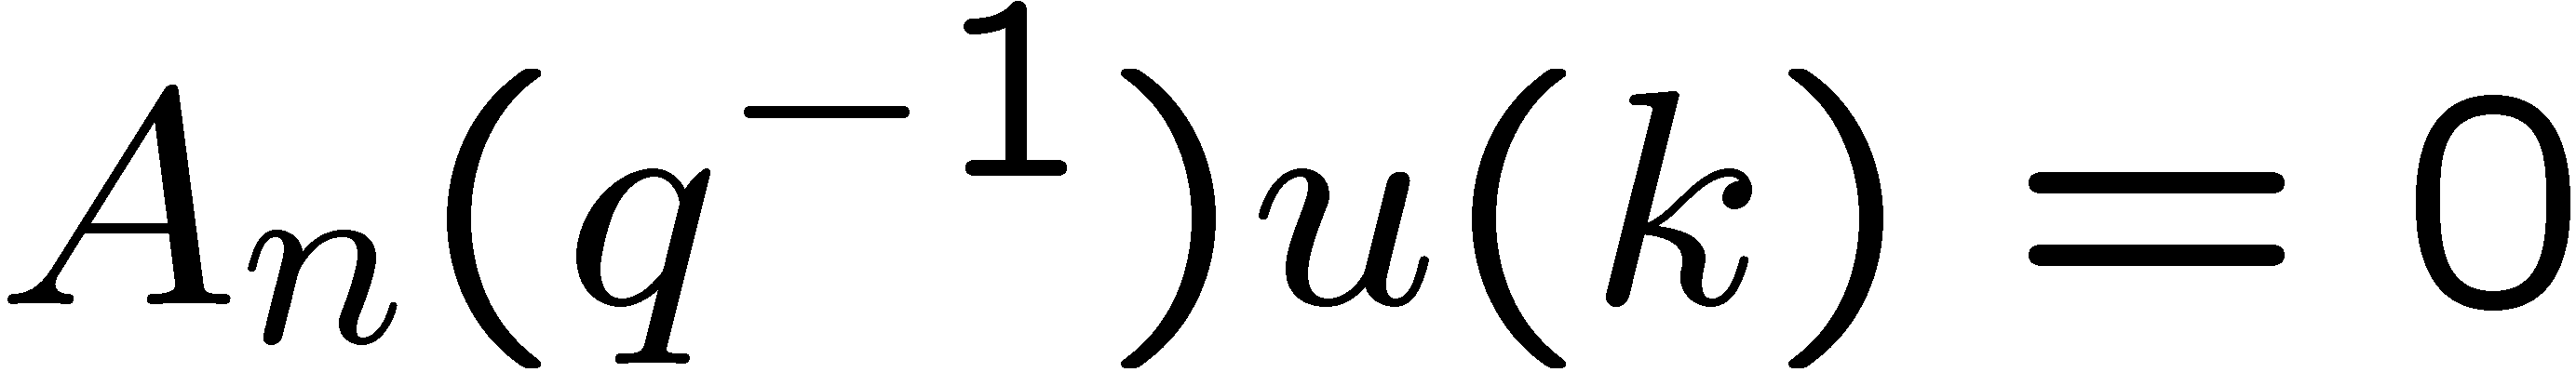 $A_n(q^{-1})u(k) = 0$